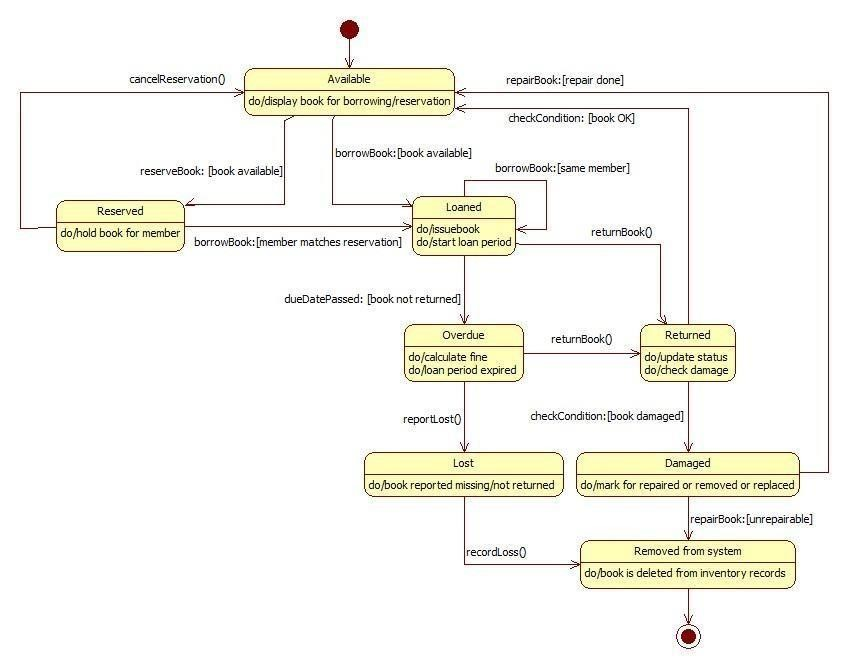 cancelReservation()
Available
repairBook:[repair done]
do/display book for borrowing/reservation
checkCondition: [book OK]
borrowBook:[book available]
reserveBook: [book available]
borrowBook:[same member]
Reserved
do/hold book for member
Loaned
do/issuebook
do/start loan period
returnBook()
borrowBook:[member matches reservation]
dueDatePassed: [book not returned]
Overdue
do/calculate fine
do/loan period expired
returnBook()
Returned
do/update status
do/check damage
reportLost()
checkCondition:[book damaged]
Lost
do/book reported missing/not returned
Damaged
do/mark for repaired or removed or replaced
repairBook:[unrepairable]
recordLoss()
Removed from system
do/book is deleted from inventory records